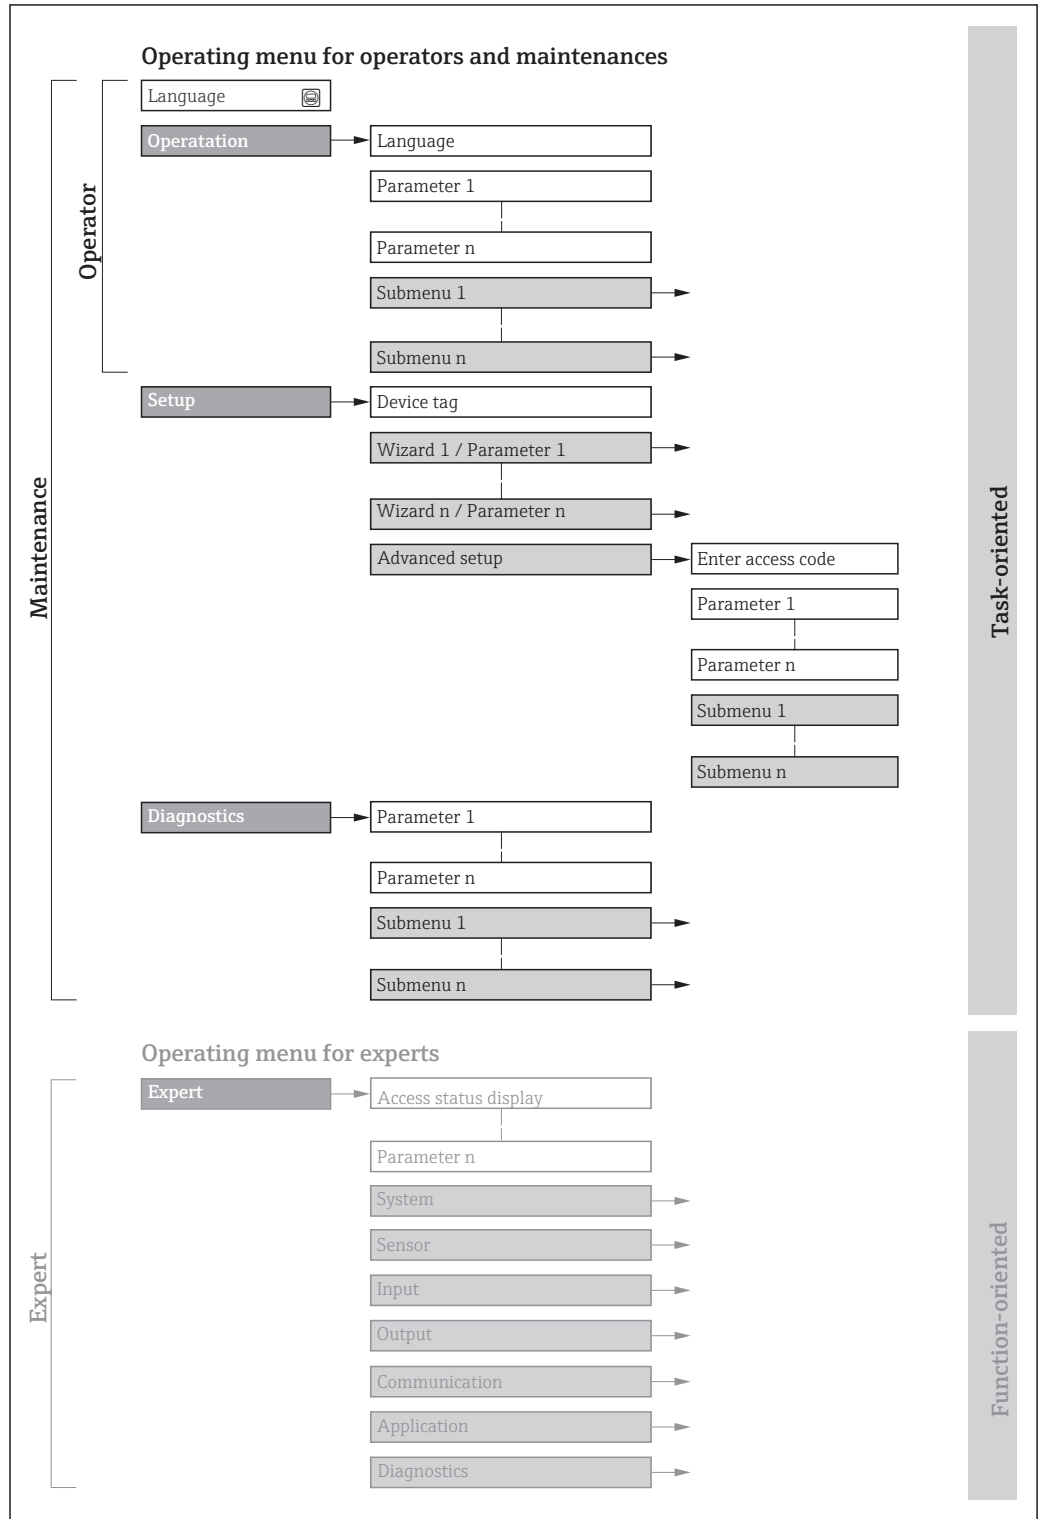 Operating menu for operators and maintenances
Language
Operatation
Language
Parameter 1
Parameter n
Submenu 1
Submenu n
Operator
Setup
Device tag
Wizard 1 / Parameter 1
Wizard n / Parameter n
Advanced setup
Enter access code
Parameter 1
Parameter n
Submenu 1
Submenu n
Maintenance
Task-oriented
Diagnostics
Parameter 1
Parameter n
Submenu 1
Submenu n
Operating menu for experts
Expert
Access status display
Parameter n
System
Sensor
Input
Output
Communication
Application
Diagnostics
Expert
Function-oriented